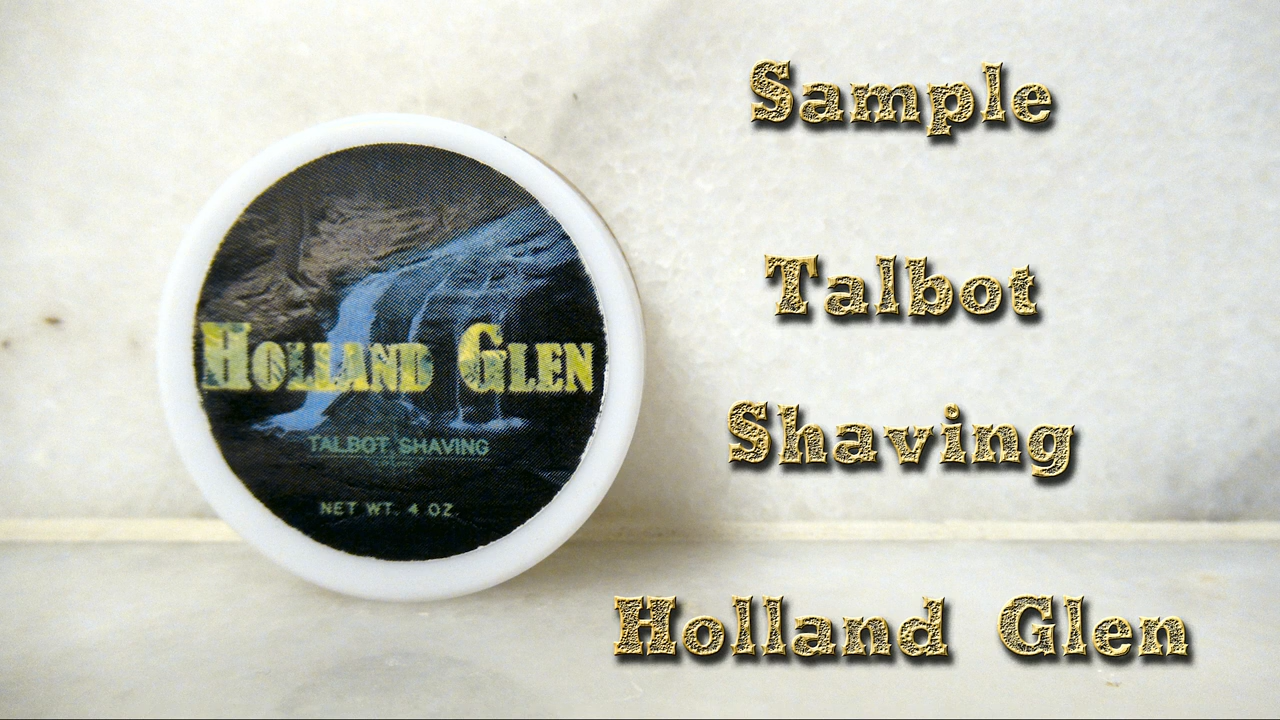 Holland Glen
TALBOT SHAVING
NET WT. 4 OZ.
Sample
Talbot
Shaving
Holland Glen